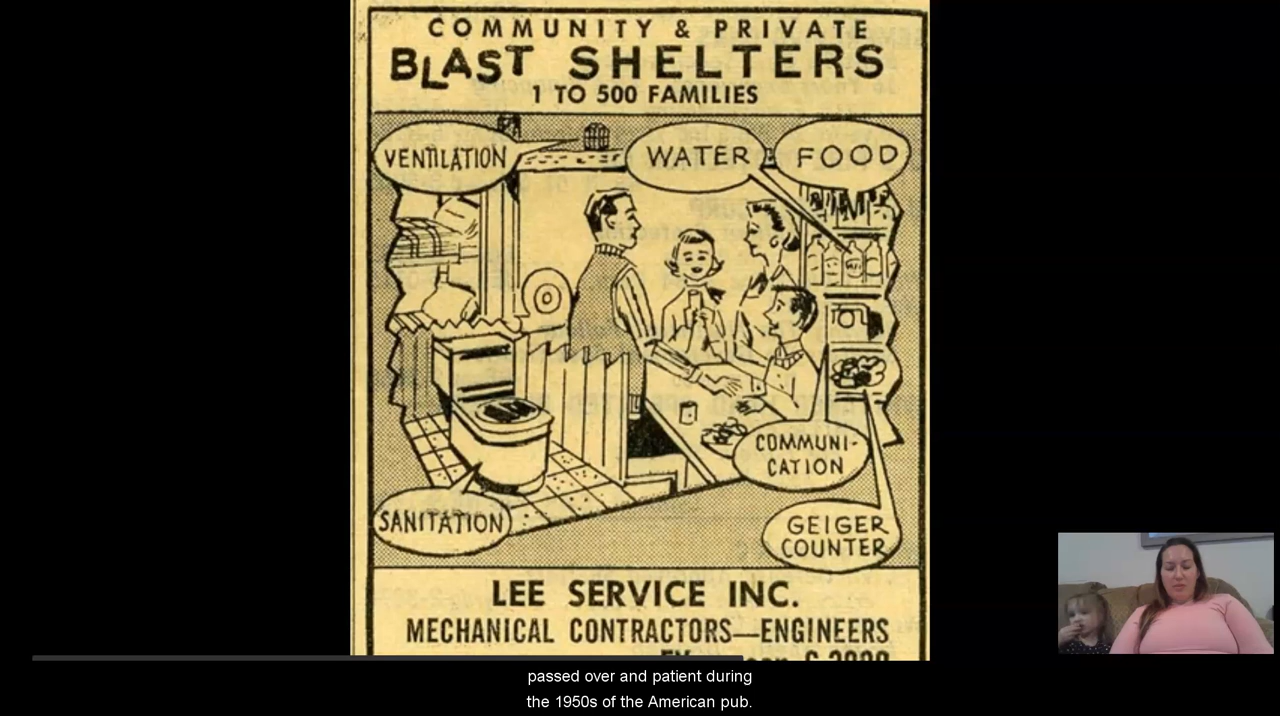 COMMUNITY & PRIVATE
BLAST SHELTERS
1 TO 500 FAMILIES
VENTILATION
WATER
FOOD
COMMUNI-
CATION
SANITATION
GEIGER
COUNTER
LEE SERVICE INC.
MECHANICAL CONTRACTORS—ENGINEERS
passed over and patient during
the 1950s of the American pub.